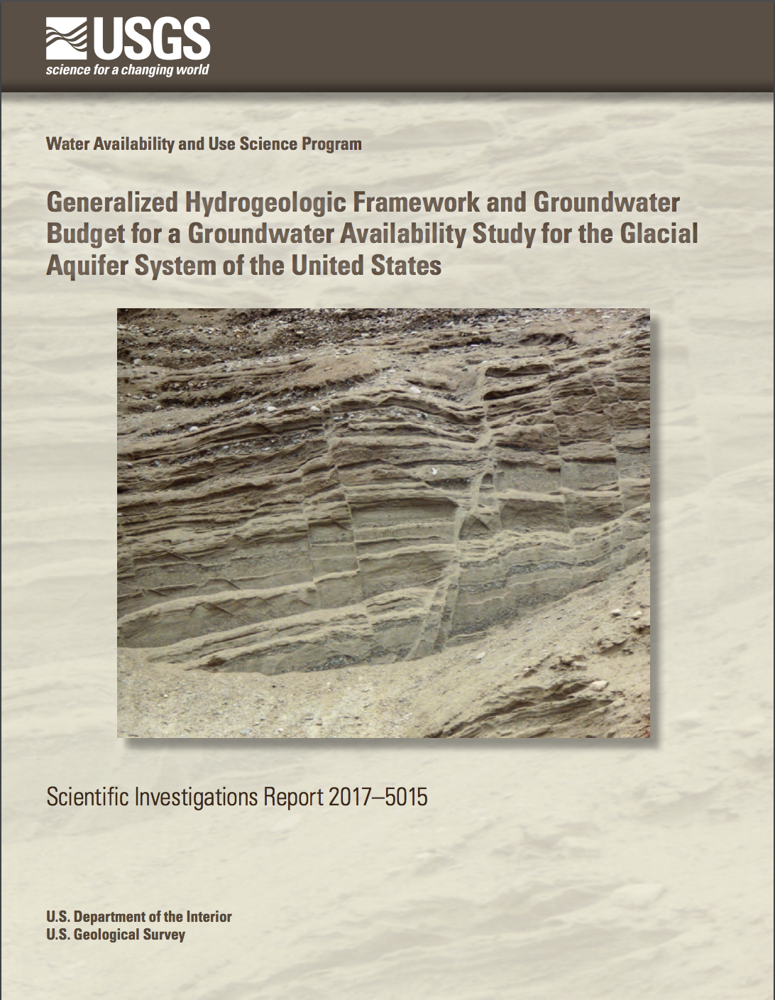 USGS
science for a changing world
Water Availability and Use Science Program
Generalized Hydrogeologic Framework and Groundwater
Budget for a Groundwater Availability Study for the Glacial
Aquifer System of the United States
Scientific Investigations Report 2017–5015
U.S. Department of the Interior
U.S. Geological Survey